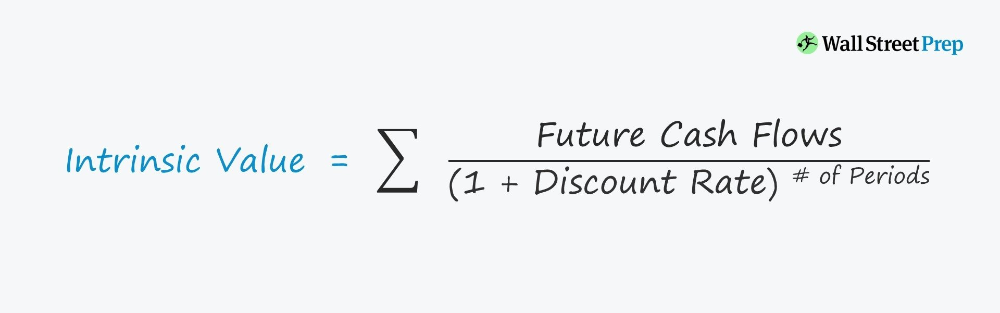 Wall Street Prep
Intrinsic Value = ∑
Future Cash Flows
(1 + Discount Rate) # of Periods